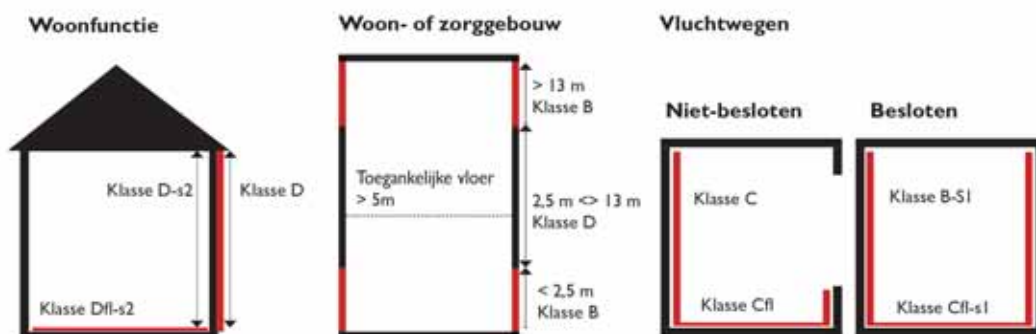 Woonfunctie
Klasse D-s2
Klasse D
Klasse Dfl-s2
Woon- of zorggebouw
> 13 m
Klasse B
Toegankelijke vloer
> 5m
2,5 m <> 13 m
Klasse D
< 2,5 m
Klasse B
Vluchtwegen
Niet-besloten
Klasse C
Klasse Cfl
Besloten
Klasse B-S1
Klasse Cfl-s1